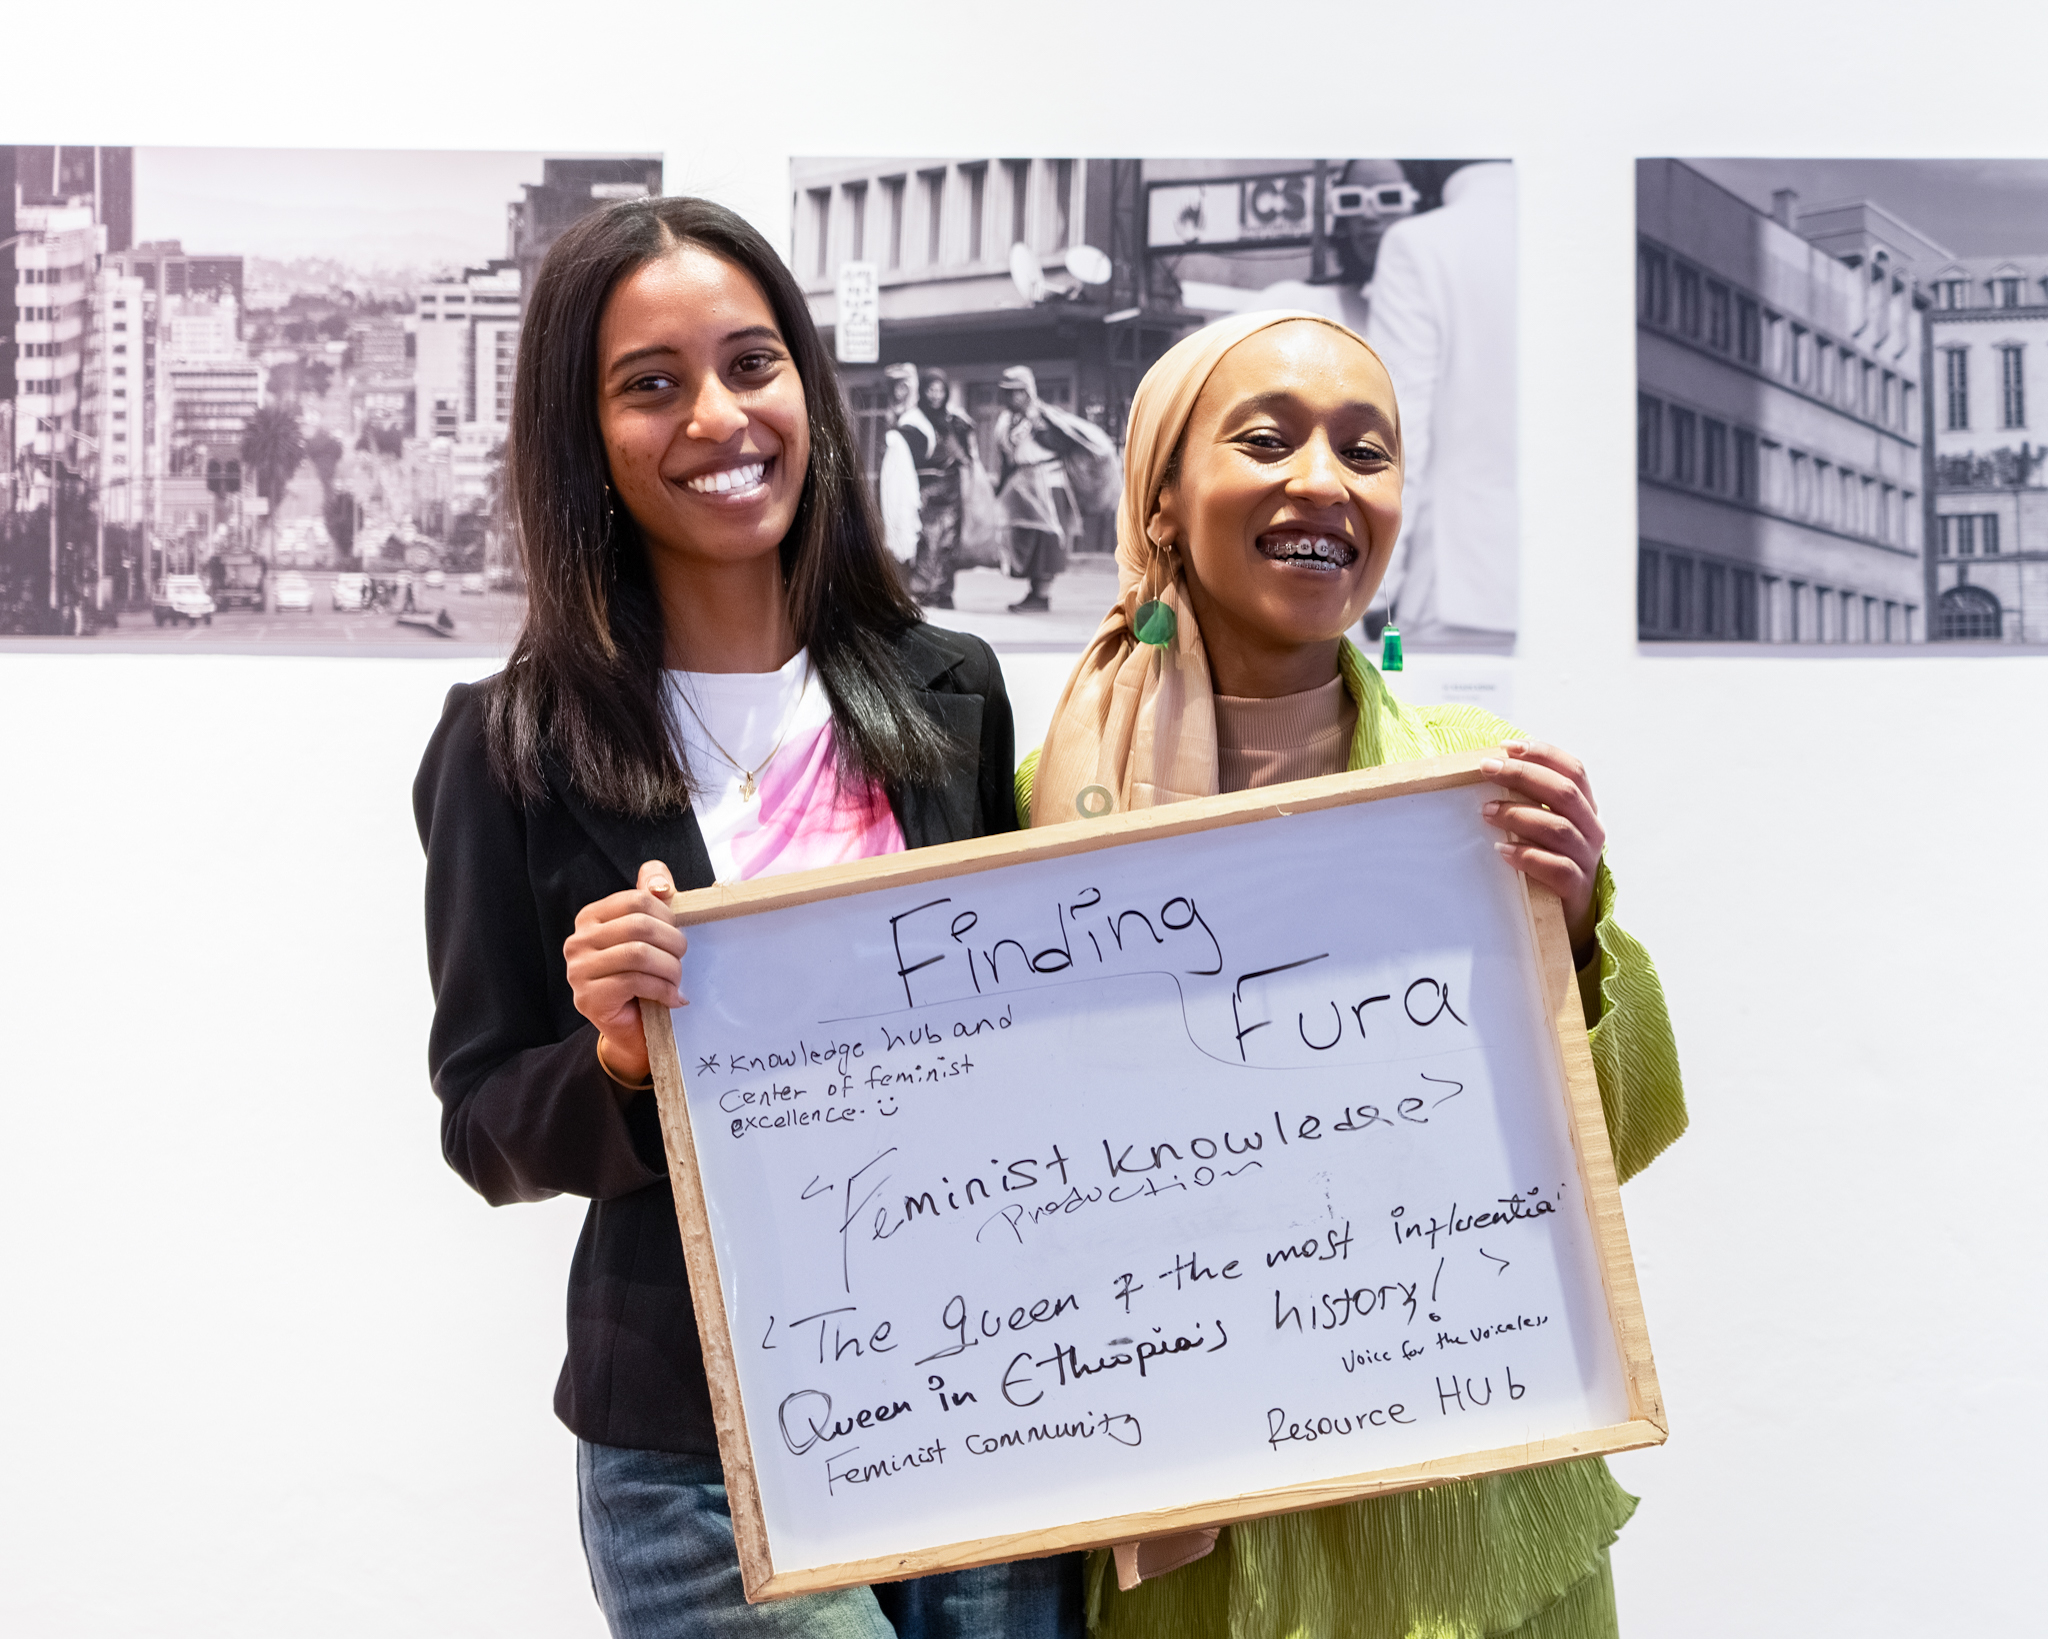 ICS
Finding
Fura
* Knowledge hub and
Center of feminist
excellence. :)
"Feminist knowledge"
production
"The Queen & the most influential
Queen in Ethiopia's history!"
Voice for the Voiceless
Feminist community
Resource HUb